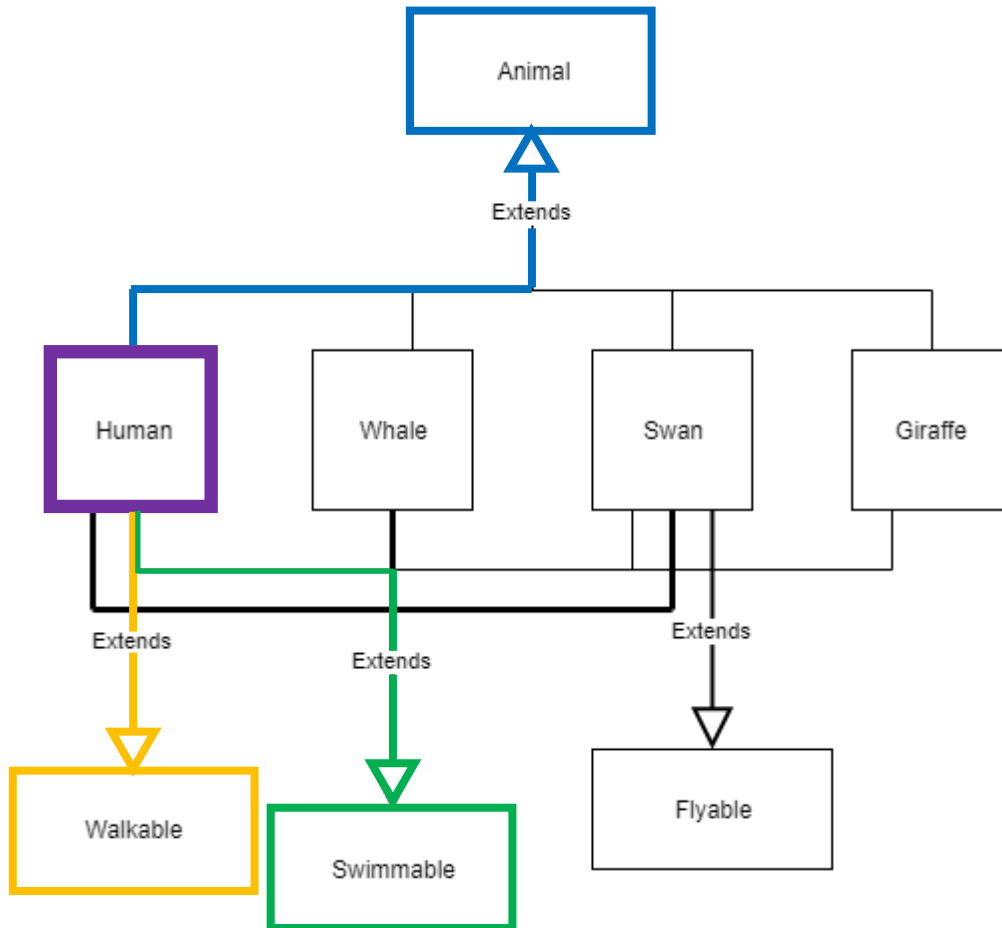 Animal
Extends
Human
Whale
Swan
Giraffe
Extends
Extends
Extends
Walkable
Swimmable
Flyable